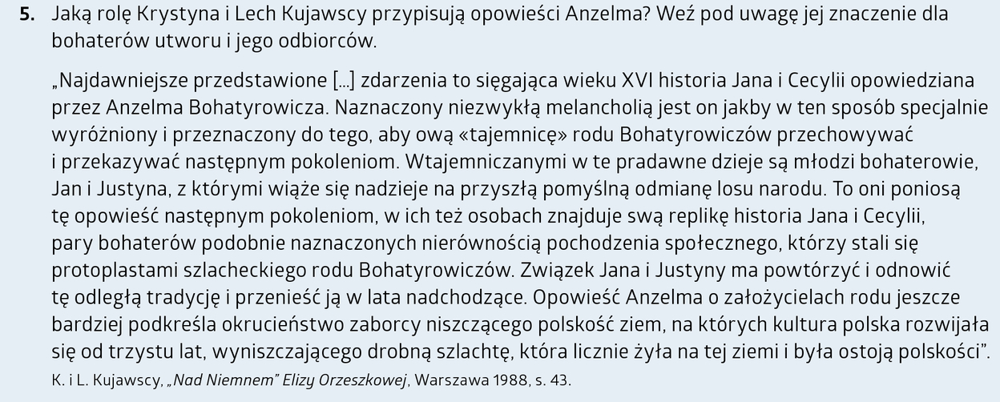 5. Jaką rolę Krystyna i Lech Kujawscy przypisują opowieści Anzelma? Weź pod uwagę jej znaczenie dla
bohaterów utworu i jego odbiorców.
„Najdawniejsze przedstawione [...] zdarzenia to sięgająca wieku XVI historia Jana i Cecylii opowiedziana
przez Anzelma Bohatyrowicza. Naznaczony niezwykłą melancholią jest on jakby w ten sposób specjalnie
wyróżniony i przeznaczony do tego, aby ową «tajemnicę» rodu Bohatyrowiczów przechowywać
i przekazywać następnym pokoleniom. Wtajemniczanymi w te pradawne dzieje są młodzi bohaterowie,
Jan i Justyna, z którymi wiąże się nadzieje na przyszłą pomyślną odmianę losu narodu. To oni poniosą
tę opowieść następnym pokoleniom, w ich też osobach znajduje swą replikę historia Jana i Cecylii,
pary bohaterów podobnie naznaczonych nierównością pochodzenia społecznego, którzy stali się
protoplastami szlacheckiego rodu Bohatyrowiczów. Związek Jana i Justyny ma powtórzyć i odnowić
tę odległą tradycję i przenieść ją w lata nadchodzące. Opowieść Anzelma o założycielach rodu jeszcze
bardziej podkreśla okrucieństwo zaborcy niszczącego polskość ziem, na których kultura polska rozwijała
się od trzystu lat, wyniszczającego drobną szlachtę, która licznie żyła na tej ziemi i była ostoją polskości”.
K. i L. Kujawscy, „Nad Niemnem” Elizy Orzeszkowej, Warszawa 1988, s. 43.